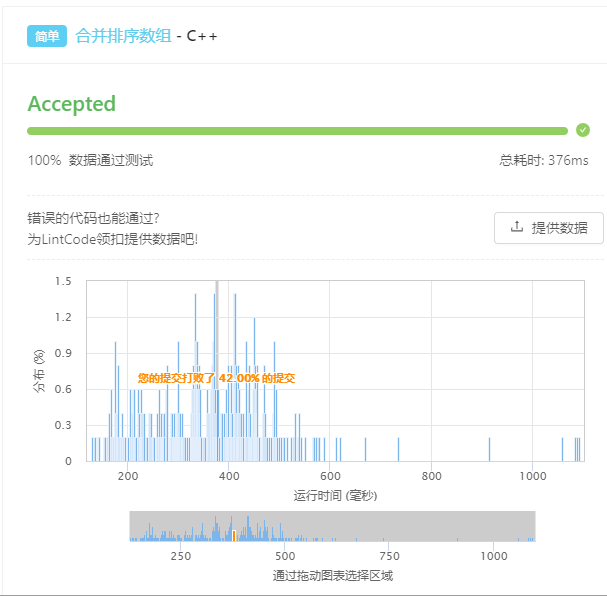 简单 合并排序数组 - C++
Accepted
100% 数据通过测试 总耗时: 376ms
错误的代码也能通过?
为LintCode领扣提供数据吧!
提供数据
1.5
1.2
0.9
0.6
0.3
0
分布 (%)
您的提交打败了 42.00% 的提交
200 400 600 800 1000
运行时间 (毫秒)
250 500 750 1000
通过拖动图表选择区域